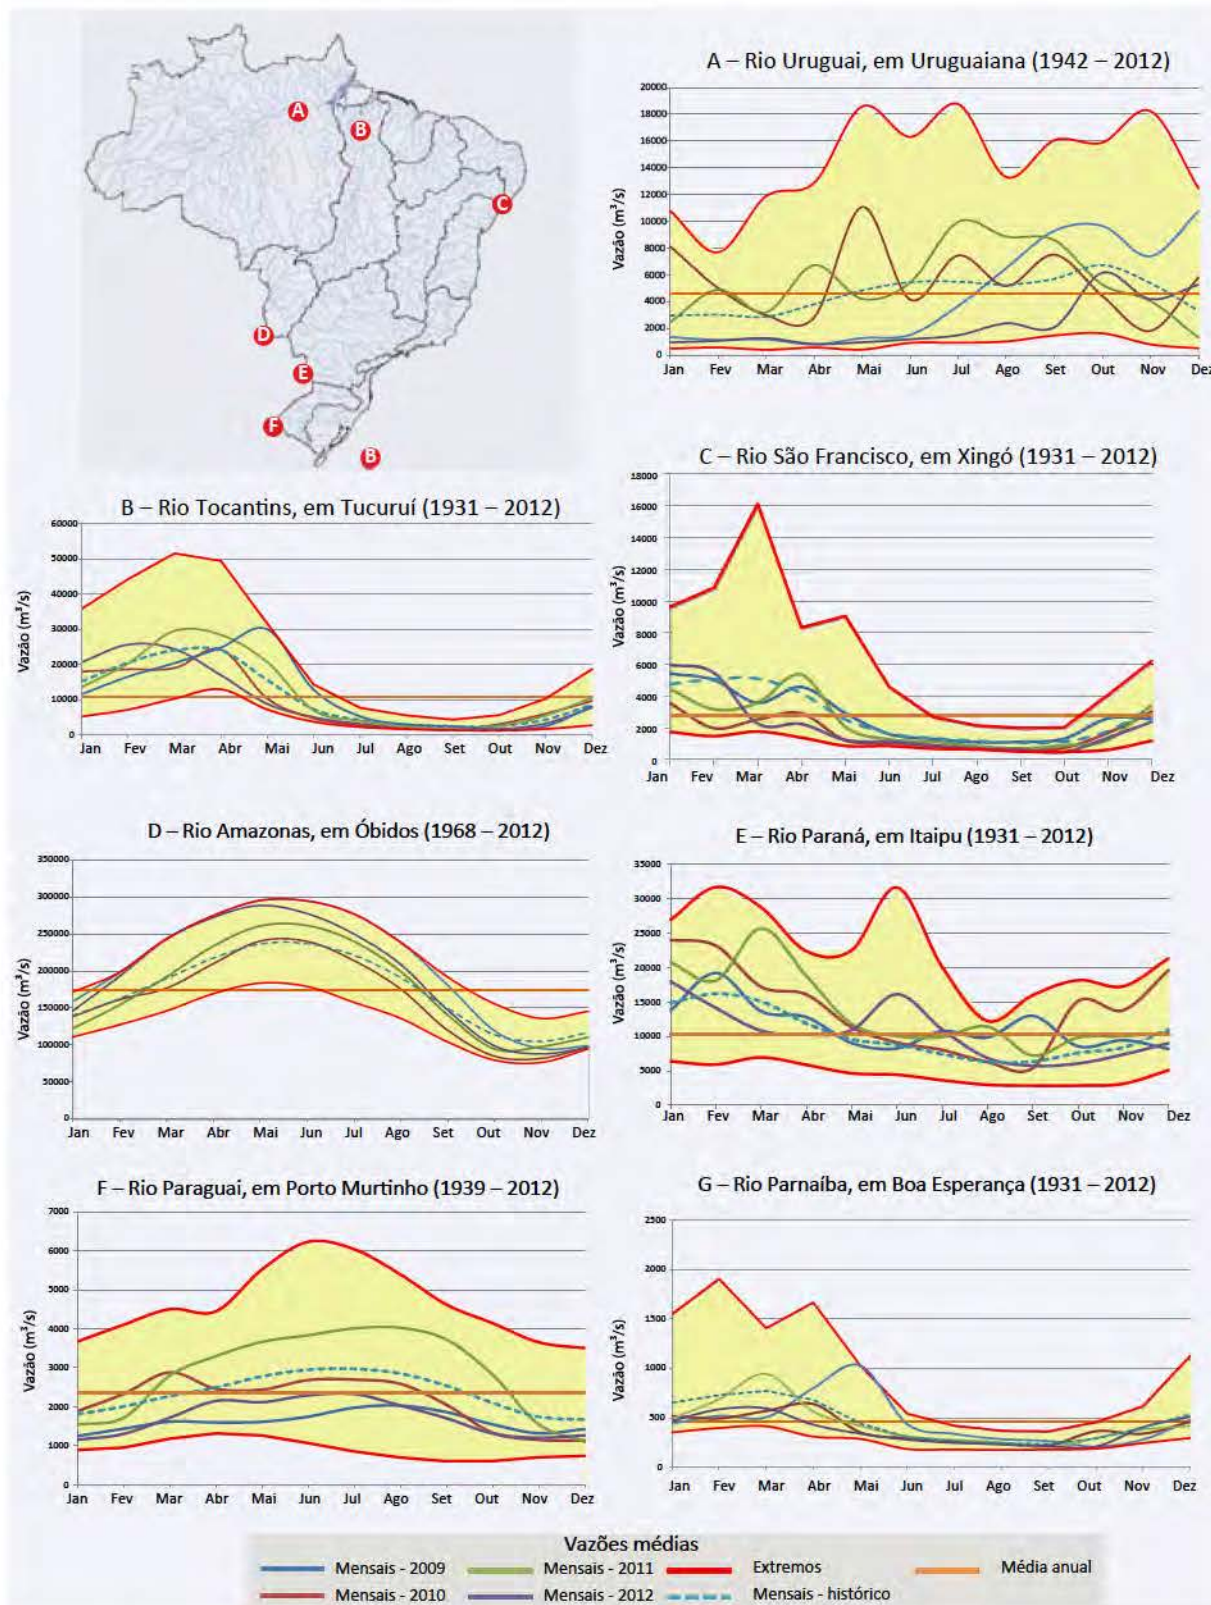 A
B
C
D
E
F
B
A – Rio Uruguai, em Uruguaiana (1942 – 2012)
Vazão (m³/s)
20000
18000
16000
14000
12000
10000
8000
6000
4000
2000
0
Jan Fev Mar Abr Mai Jun Jul Ago Set Out Nov Dez
B – Rio Tocantins, em Tucuruí (1931 – 2012)
Vazão (m³/s)
60000
50000
40000
30000
20000
10000
0
Jan Fev Mar Abr Mai Jun Jul Ago Set Out Nov Dez
C – Rio São Francisco, em Xingó (1931 – 2012)
Vazão (m³/s)
18000
16000
14000
12000
10000
8000
6000
4000
2000
0
Jan Fev Mar Abr Mai Jun Jul Ago Set Out Nov Dez
D – Rio Amazonas, em Óbidos (1968 – 2012)
Vazão (m³/s)
350000
300000
250000
200000
150000
100000
50000
0
Jan Fev Mar Abr Mai Jun Jul Ago Set Out Nov Dez
E – Rio Paraná, em Itaipu (1931 – 2012)
Vazão (m³/s)
35000
30000
25000
20000
15000
10000
5000
0
Jan Fev Mar Abr Mai Jun Jul Ago Set Out Nov Dez
F – Rio Paraguai, em Porto Murtinho (1939 – 2012)
Vazão (m³/s)
7000
6000
5000
4000
3000
2000
1000
0
Jan Fev Mar Abr Mai Jun Jul Ago Set Out Nov Dez
G – Rio Parnaíba, em Boa Esperança (1931 – 2012)
Vazão (m³/s)
2500
2000
1500
1000
500
0
Jan Fev Mar Abr Mai Jun Jul Ago Set Out Nov Dez
Vazões médias
Mensais - 2009 Mensais - 2011 Extremos Média anual
Mensais - 2010 Mensais - 2012 Mensais - histórico